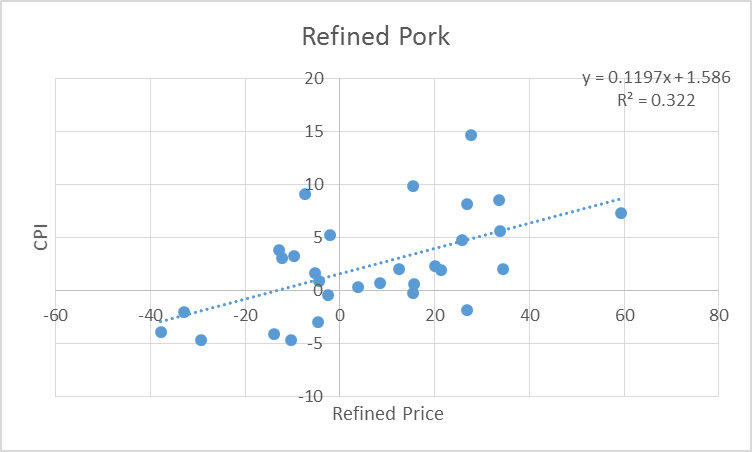 Refined Pork
y = 0.1197x + 1.586
R² = 0.322
20
15
10
5
0
-5
-10
-60 -40 -20 0 20 40 60 80
CPI
Refined Price